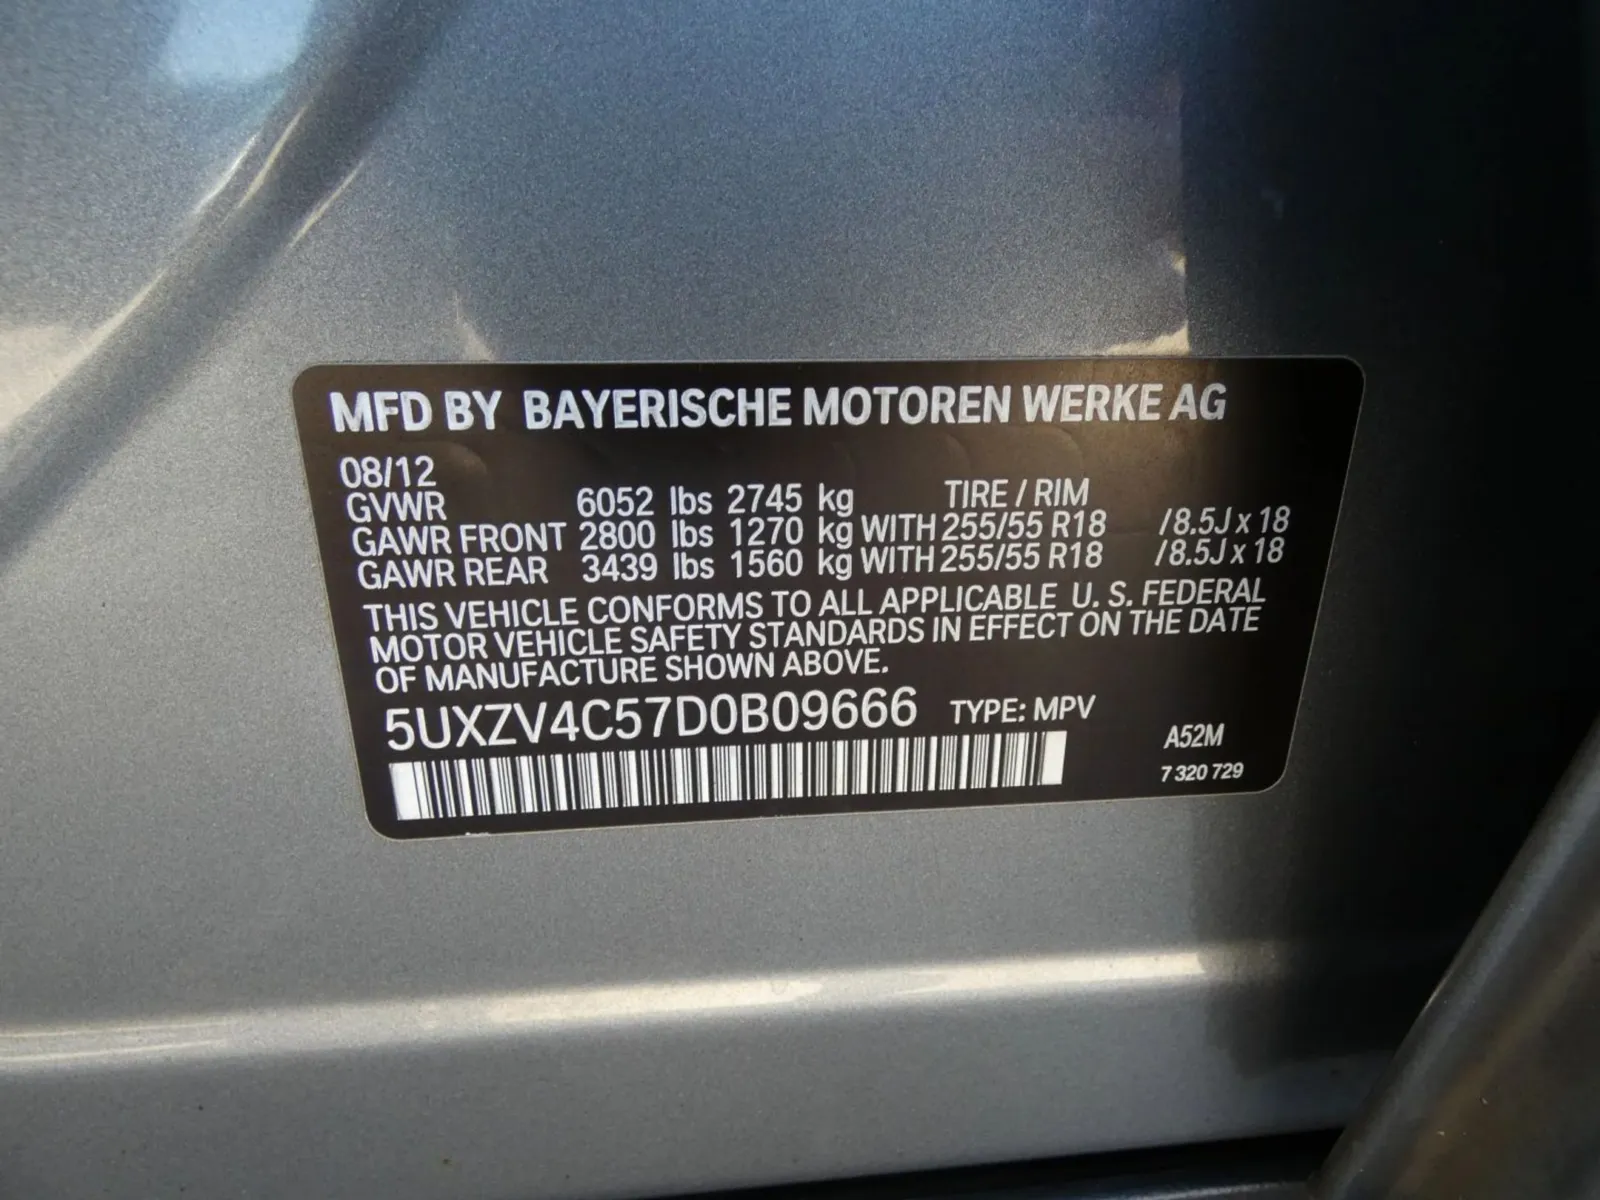 MFD BY BAYERISCHE MOTOREN WERKE AG
08/12
GVWR 6052 lbs 2745 kg TIRE / RIM
GAWR FRONT 2800 lbs 1270 kg WITH 255/55 R18 /8.5J x 18
GAWR REAR 3439 lbs 1560 kg WITH 255/55 R18 /8.5J x 18
THIS VEHICLE CONFORMS TO ALL APPLICABLE U. S. FEDERAL
MOTOR VEHICLE SAFETY STANDARDS IN EFFECT ON THE DATE
OF MANUFACTURE SHOWN ABOVE.
5UXZV4C57D0B09666 TYPE: MPV
A52M
7 320 729